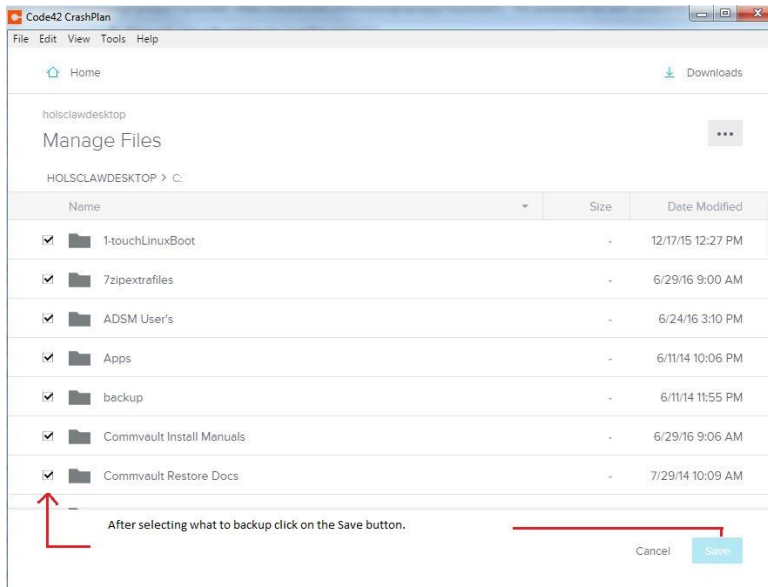 Code42 CrashPlan
File Edit View Tools Help
Home
Downloads
holsclawdesktop
Manage Files
HOLSCLAWDESKTOP > C:
Name Size Date Modified
1-touchLinuxBoot - 12/17/15 12:27 PM
7zipextrafiles - 6/29/16 9:00 AM
ADSM User's - 6/24/16 3:10 PM
Apps - 6/11/14 10:06 PM
backup - 6/11/14 11:55 PM
Commvault Install Manuals - 6/29/16 9:06 AM
Commvault Restore Docs - 7/29/14 10:09 AM
After selecting what to backup click on the Save button.
Cancel Save